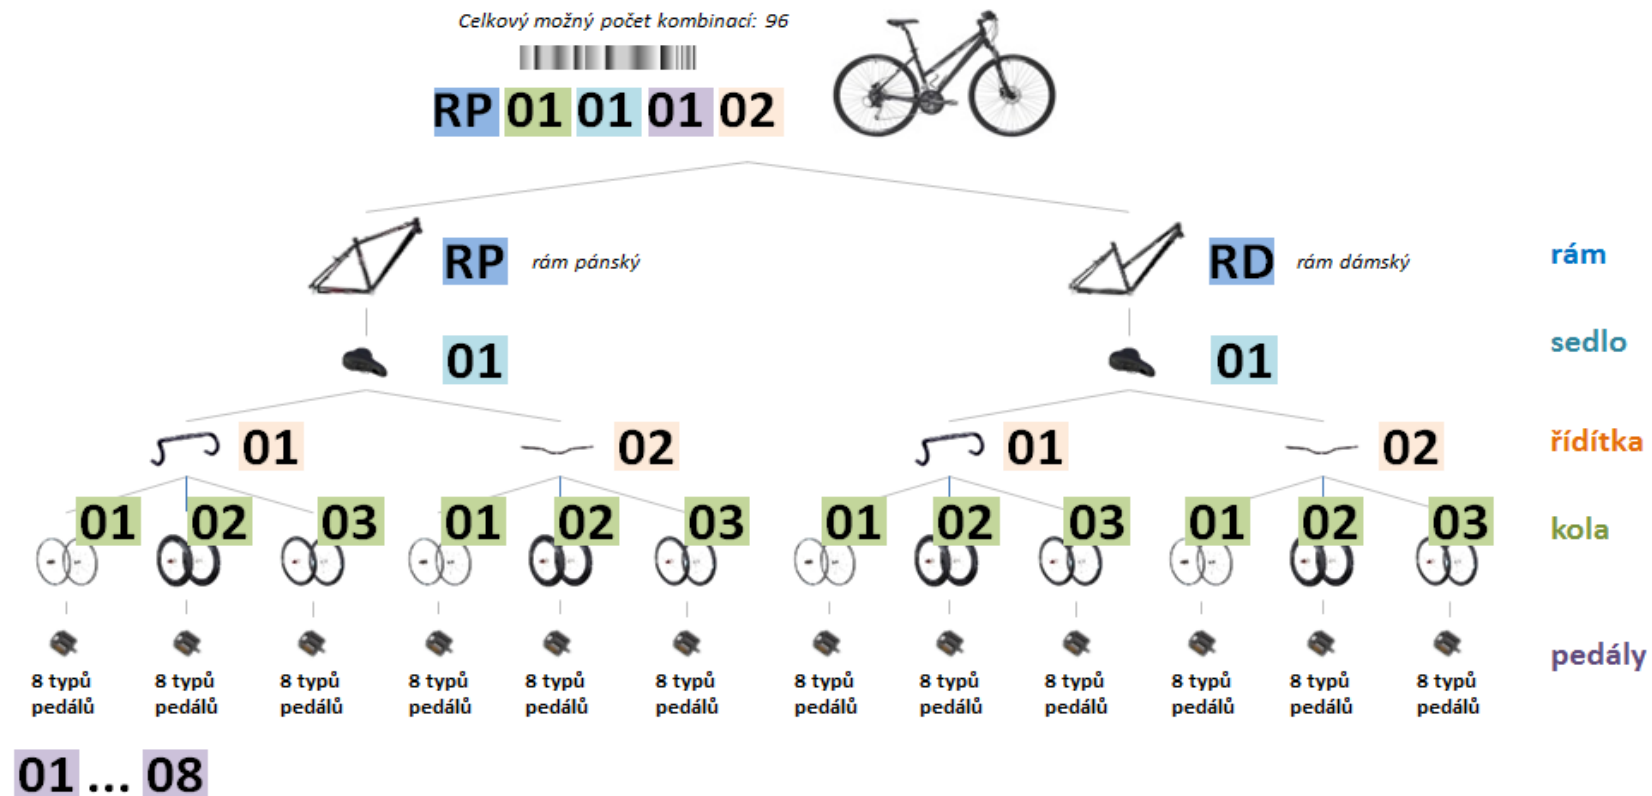 Celkový možný počet kombinací: 96
RP 01 01 01 02
RP rám pánský RD rám dámský rám
01 01 sedlo
01 02 01 02 řídítka
01 02 03 01 02 03 01 02 03 01 02 03 kola
pedály
8 typů 8 typů 8 typů 8 typů 8 typů 8 typů 8 typů 8 typů 8 typů 8 typů 8 typů 8 typů
pedálů pedálů pedálů pedálů pedálů pedálů pedálů pedálů pedálů pedálů pedálů pedálů
01 ... 08